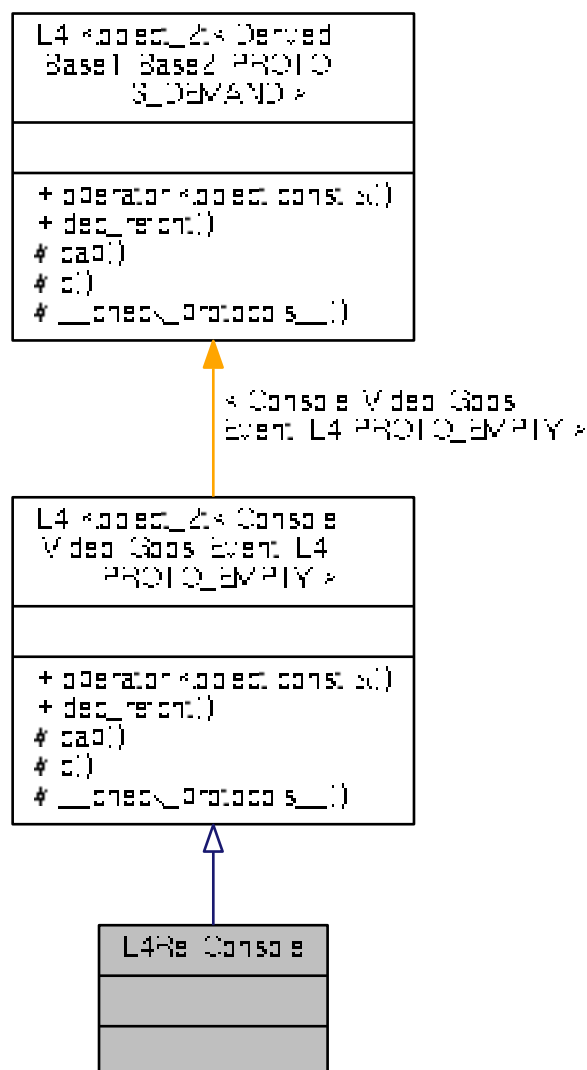 L4 Kobject_2t< Derived
Base1 Base2 PROTO
S_DEMAND >
+ operator Kobject const &()
+ dec_refcnt()
# cap()
# c()
# __check_protocols__()
< Console Video Goos
Event L4 PROTO_EMPTY >
L4 Kobject_2t< Console
Video Goos Event L4
PROTO_EMPTY >
+ operator Kobject const &()
+ dec_refcnt()
# cap()
# c()
# __check_protocols__()
L4Re Console